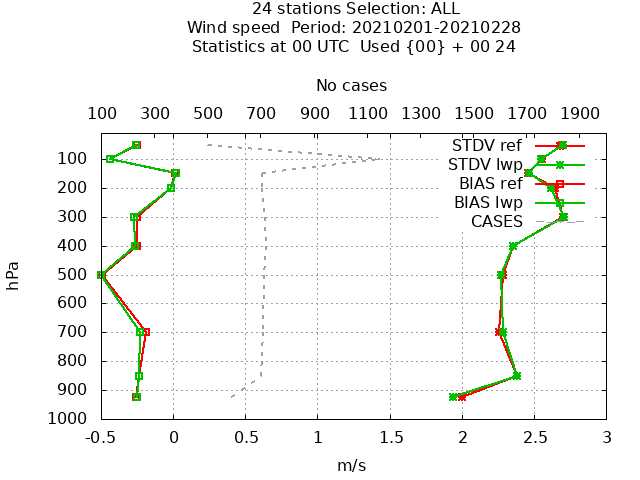 24 stations Selection: ALL
Wind speed  Period: 20210201-20210228
Statistics at 00 UTC  Used {00} + 00 24
No cases
100 300 500 700 900 1100 1300 1500 1700 1900
STDV ref
STDV lwp
BIAS ref
BIAS lwp
CASES
hPa
100
200
300
400
500
600
700
800
900
1000
-0.5 0 0.5 1 1.5 2 2.5 3
m/s